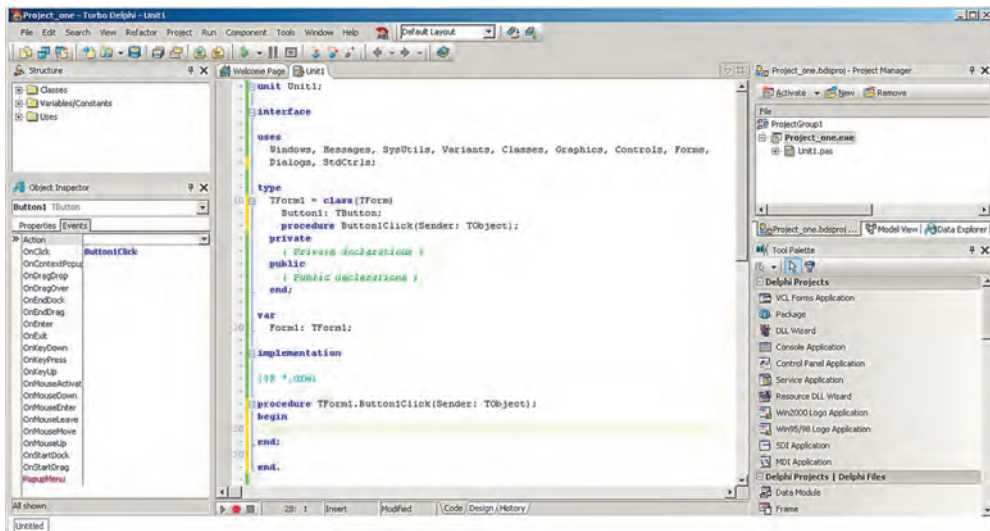 Project_one - Turbo Delphi - Unit1
File Edit Search View Refactor Project Run Component Tools Window Help
Default Layout
Structure
Classes
Variables/Constants
Uses
Object Inspector
Button1 TButton
Properties Events
Action
OnClick Button1Click
OnContextPopup
OnDragDrop
OnDragOver
OnEndDock
OnEndDrag
OnEnter
OnExit
OnKeyDown
OnKeyPress
OnKeyUp
OnMouseActivat
OnMouseDown
OnMouseEnter
OnMouseLeave
OnMouseMove
OnMouseUp
OnStartDock
OnStartDrag
PopupMenu
All shown
Untitled
Welcome Page Unit1
unit Unit1;
interface
uses
Windows, Messages, SysUtils, Variants, Classes, Graphics, Controls, Forms,
Dialogs, StdCtrls;
type
10
TForm1 = class(TForm)
Button1: TButton;
procedure Button1Click(Sender: TObject);
private
{ Private declarations }
public
{ Public declarations }
end;
var
20
Form1: TForm1;
implementation
{$R *.dfm}
procedure TForm1.Button1Click(Sender: TObject);
begin
end;
30
end.
28: 1 Insert Modified Code Design History
Project_one.bdsproj - Project Manager
Activate New Remove
File
ProjectGroup1
Project_one.exe
Unit1.pas
Project_one.bdsproj ... Model View Data Explorer
Tool Palette
Delphi Projects
VCL Forms Application
Package
DLL Wizard
Console Application
Control Panel Application
Service Application
Resource DLL Wizard
Win2000 Logo Application
Win95/98 Logo Application
SDI Application
MDI Application
Delphi Projects | Delphi Files
Data Module
Frame